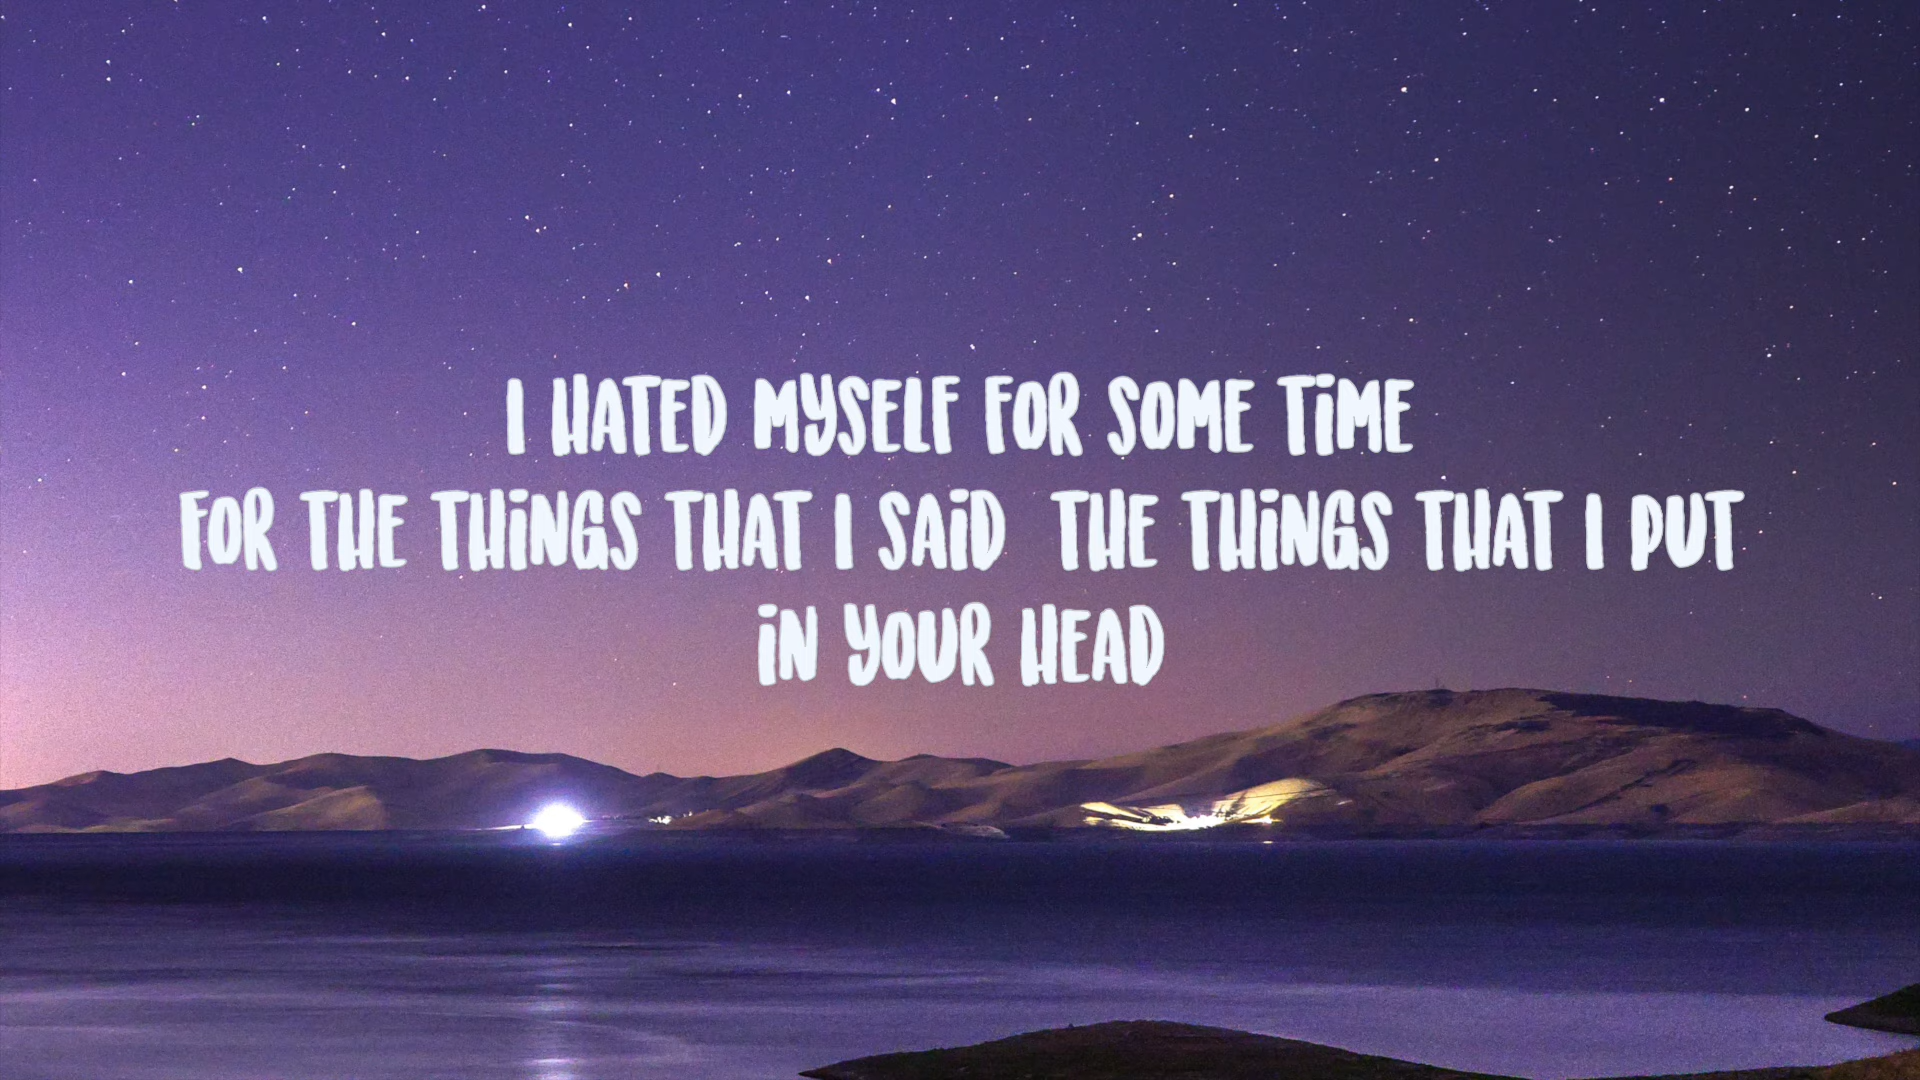 I HATED MYSELF FOR SOME TiME
FOR THE THiNGS THAT I SAiD THE THiNGS THAT I PUT
iN YOUR HEAD